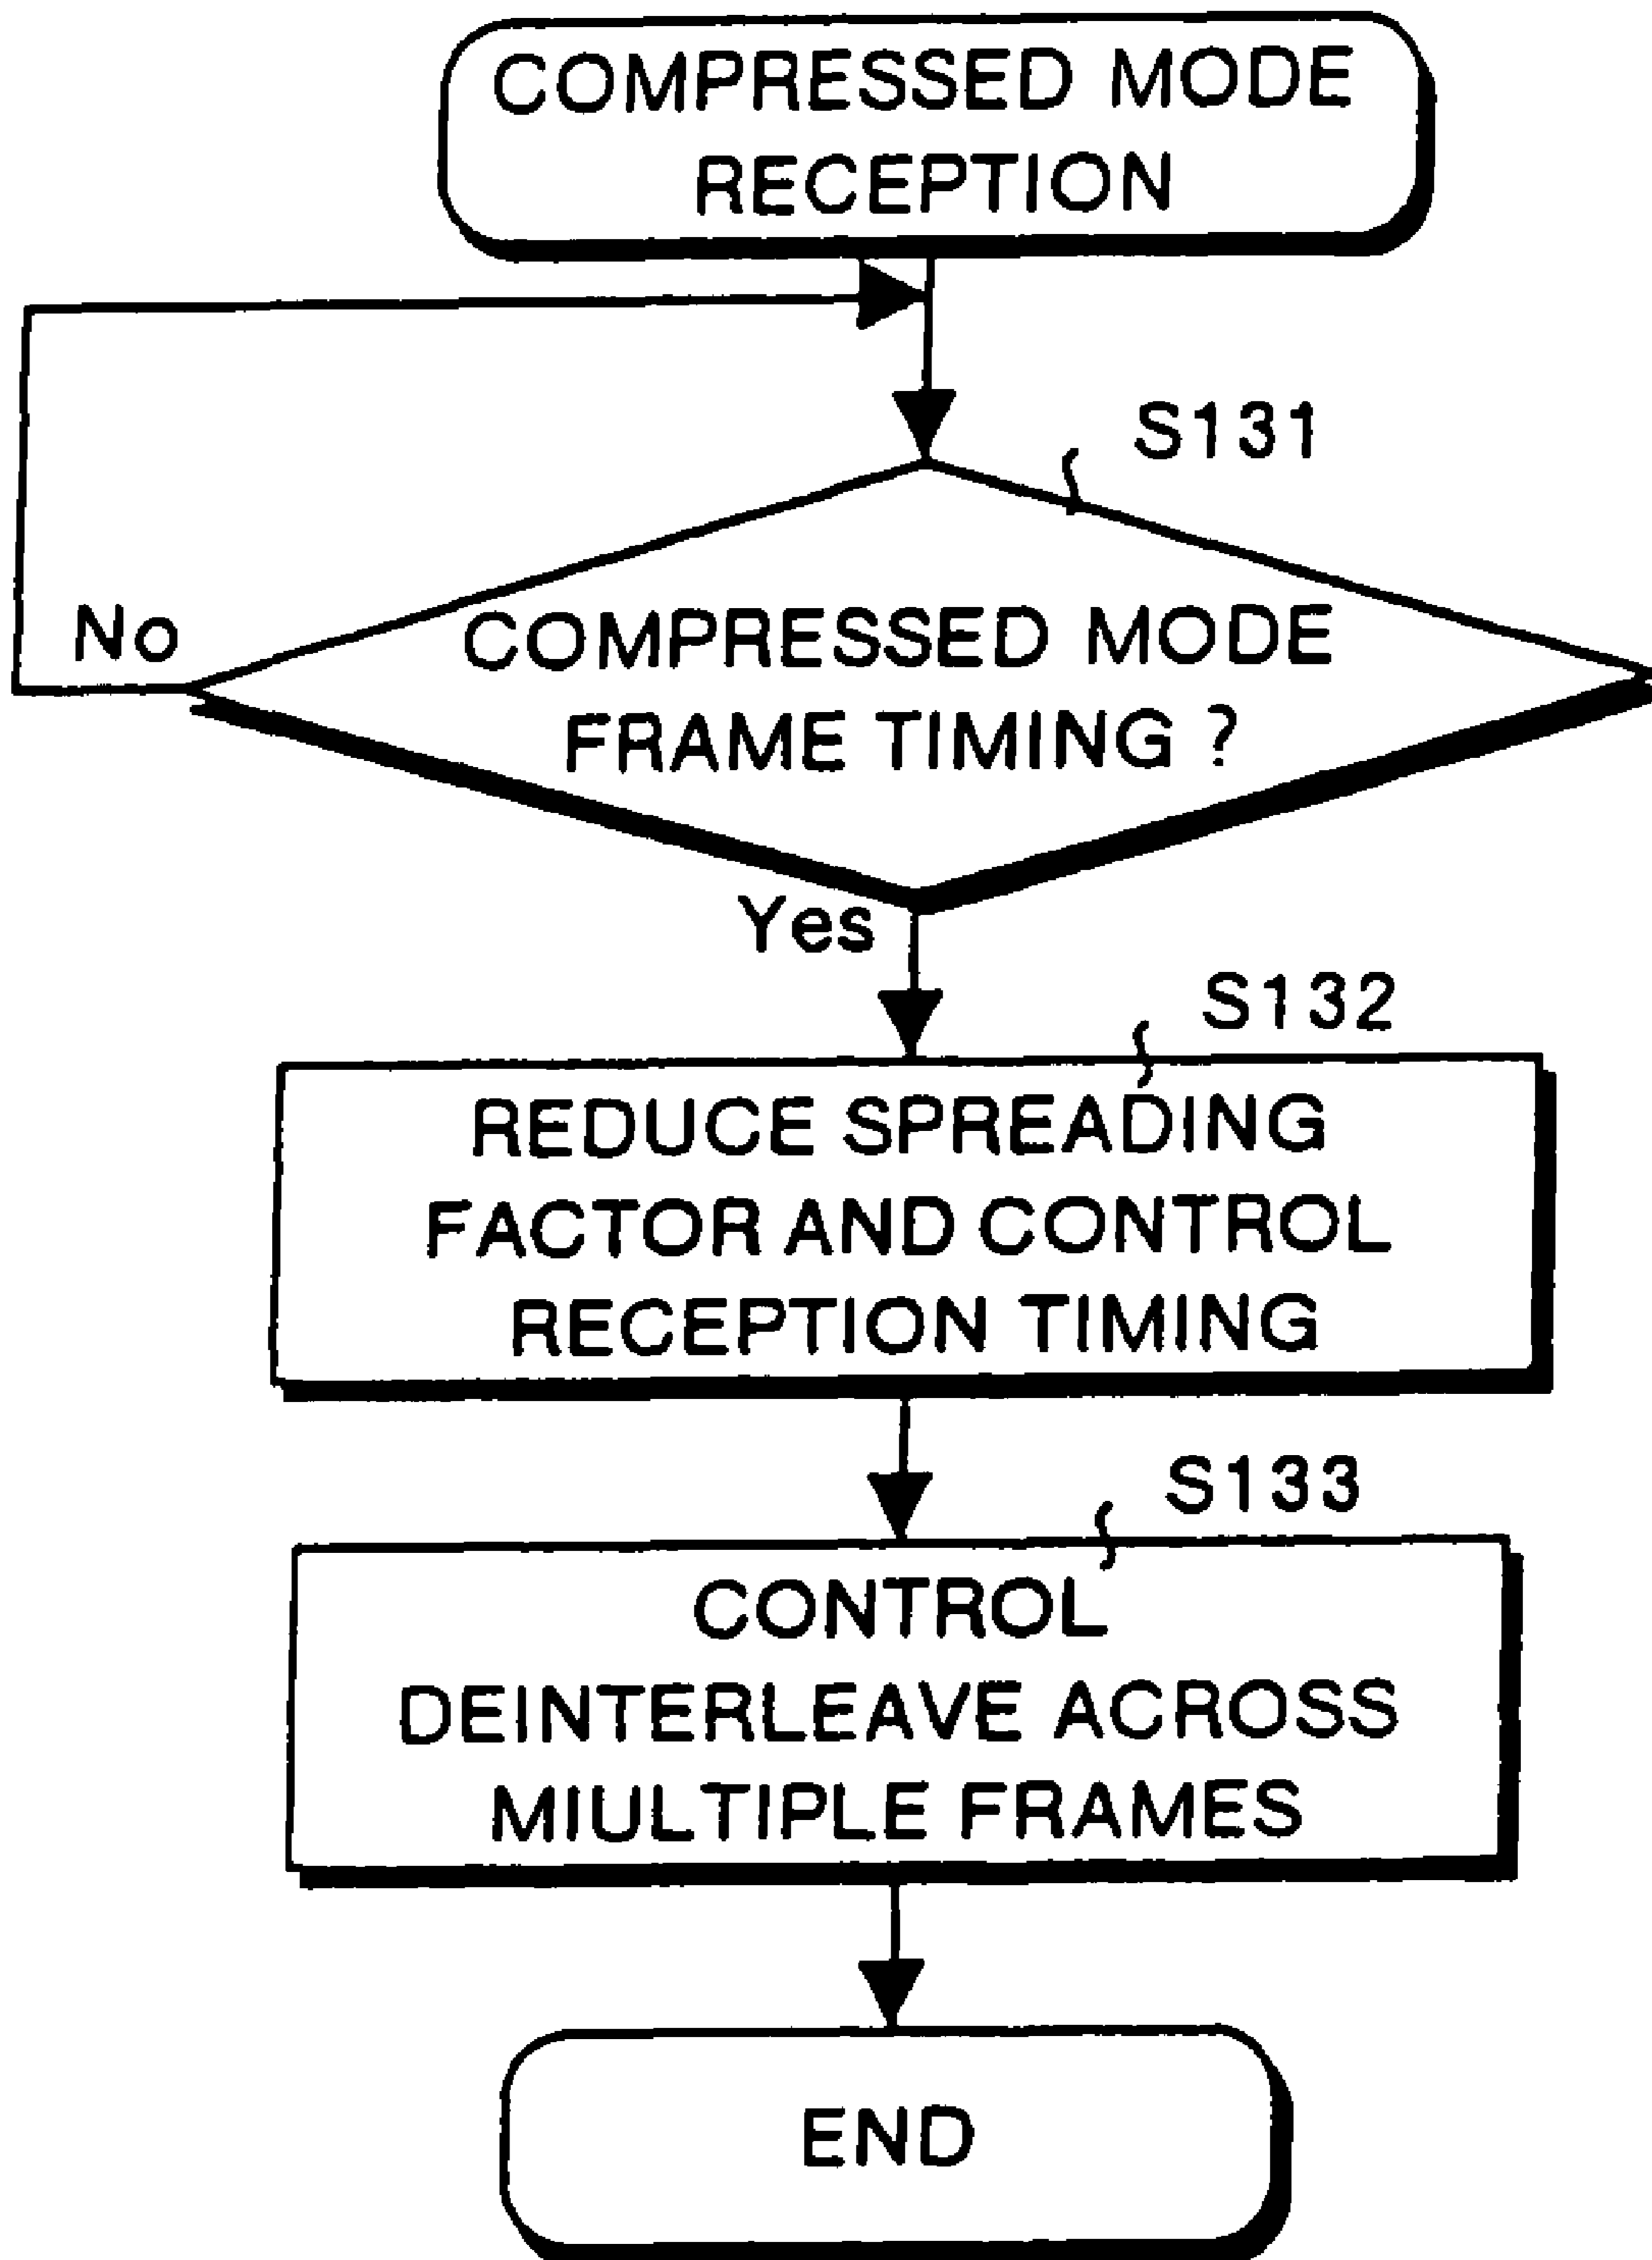 COMPRESSED MODE
RECEPTION
S131
No
COMPRESSED MODE
FRAME TIMING ?
Yes
S132
REDUCE SPREADING
FACTOR AND CONTROL
RECEPTION TIMING
S133
CONTROL
DEINTERLEAVE ACROSS
MIULTIPLE FRAMES
END